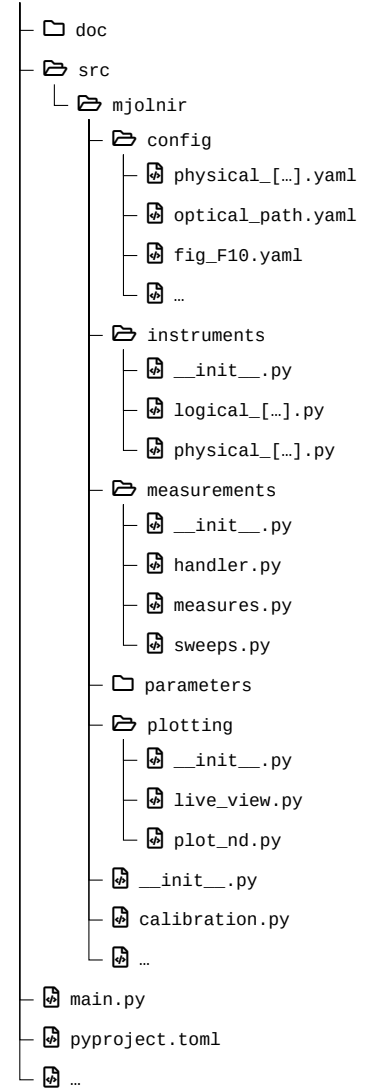 doc
src
mjolnir
config
physical_[…].yaml
optical_path.yaml
fig_F10.yaml
…
instruments
__init__.py
logical_[…].py
physical_[…].py
measurements
__init__.py
handler.py
measures.py
sweeps.py
parameters
plotting
__init__.py
live_view.py
plot_nd.py
__init__.py
calibration.py
…
main.py
pyproject.toml
…